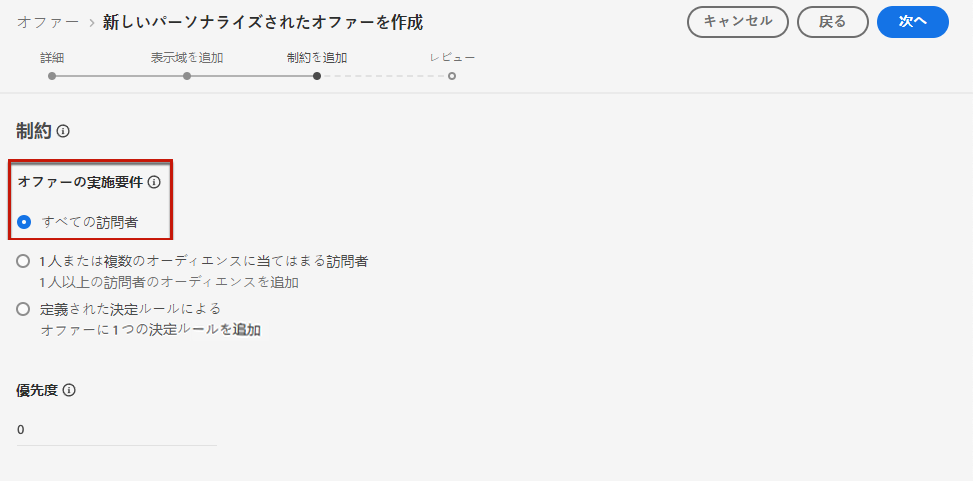 オファー > 新しいパーソナライズされたオファーを作成
キャンセル
戻る
次へ
詳細
表示域を追加
制約を追加
レビュー
制約
オファーの実施要件
すべての訪問者
1人または複数のオーディエンスに当てはまる訪問者
1人以上の訪問者のオーディエンスを追加
定義された決定ルールによる
オファーに1つの決定ルールを追加
優先度
0